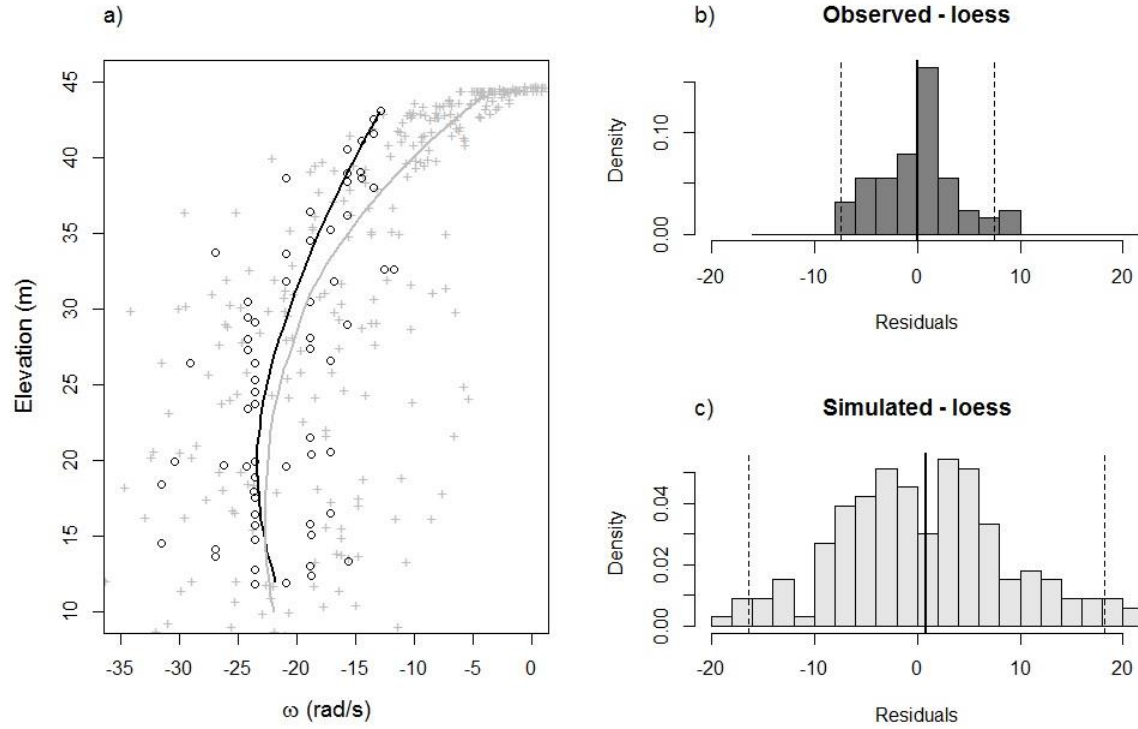 a)
45
40
35
30
25
20
15
10
Elevation (m)
-35 -30 -25 -20 -15 -10 -5 0
ω (rad/s)
b) Observed - loess
0.10
0.00
Density
-20 -10 0 10 20
Residuals
c) Simulated - loess
0.04
0.02
0.00
Density
-20 -10 0 10 20
Residuals